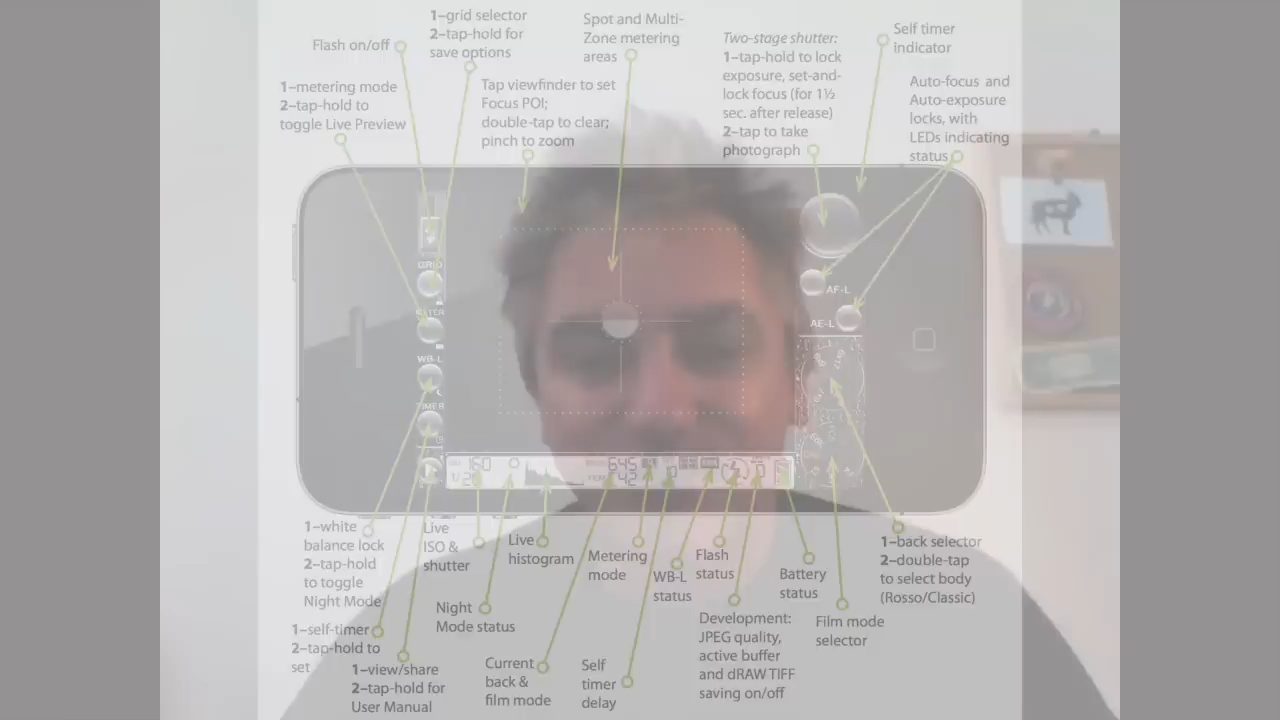 Flash on/off
1–grid selector
2–tap-hold for
save options
Spot and Multi-
Zone metering
areas
Two-stage shutter:
1–tap-hold to lock
exposure, set-and-
lock focus (for 1½
sec. after release)
2–tap to take
photograph
Self timer
indicator
1–metering mode
2–tap-hold to
toggle Live Preview
Tap viewfinder to set
Focus POI;
double-tap to clear;
pinch to zoom
Auto-focus and
Auto-exposure
locks, with
LEDs indicating
status
GRID
AF-L
AE-L
WB-L
TIMER
160
645
42
0
1–white
balance lock
2–tap-hold
to toggle
Night Mode
Live
ISO &
shutter
Live
histogram
Metering
mode
WB-L
status
Flash
status
Battery
status
1–back selector
2–double-tap
to select body
(Rosso/Classic)
Night
Mode status
Development:
JPEG quality,
active buffer
and dRAW TIFF
saving on/off
Film mode
selector
1–self-timer
2–tap-hold to
set
1–view/share
2–tap-hold for
User Manual
Current
back &
film mode
Self
timer
delay